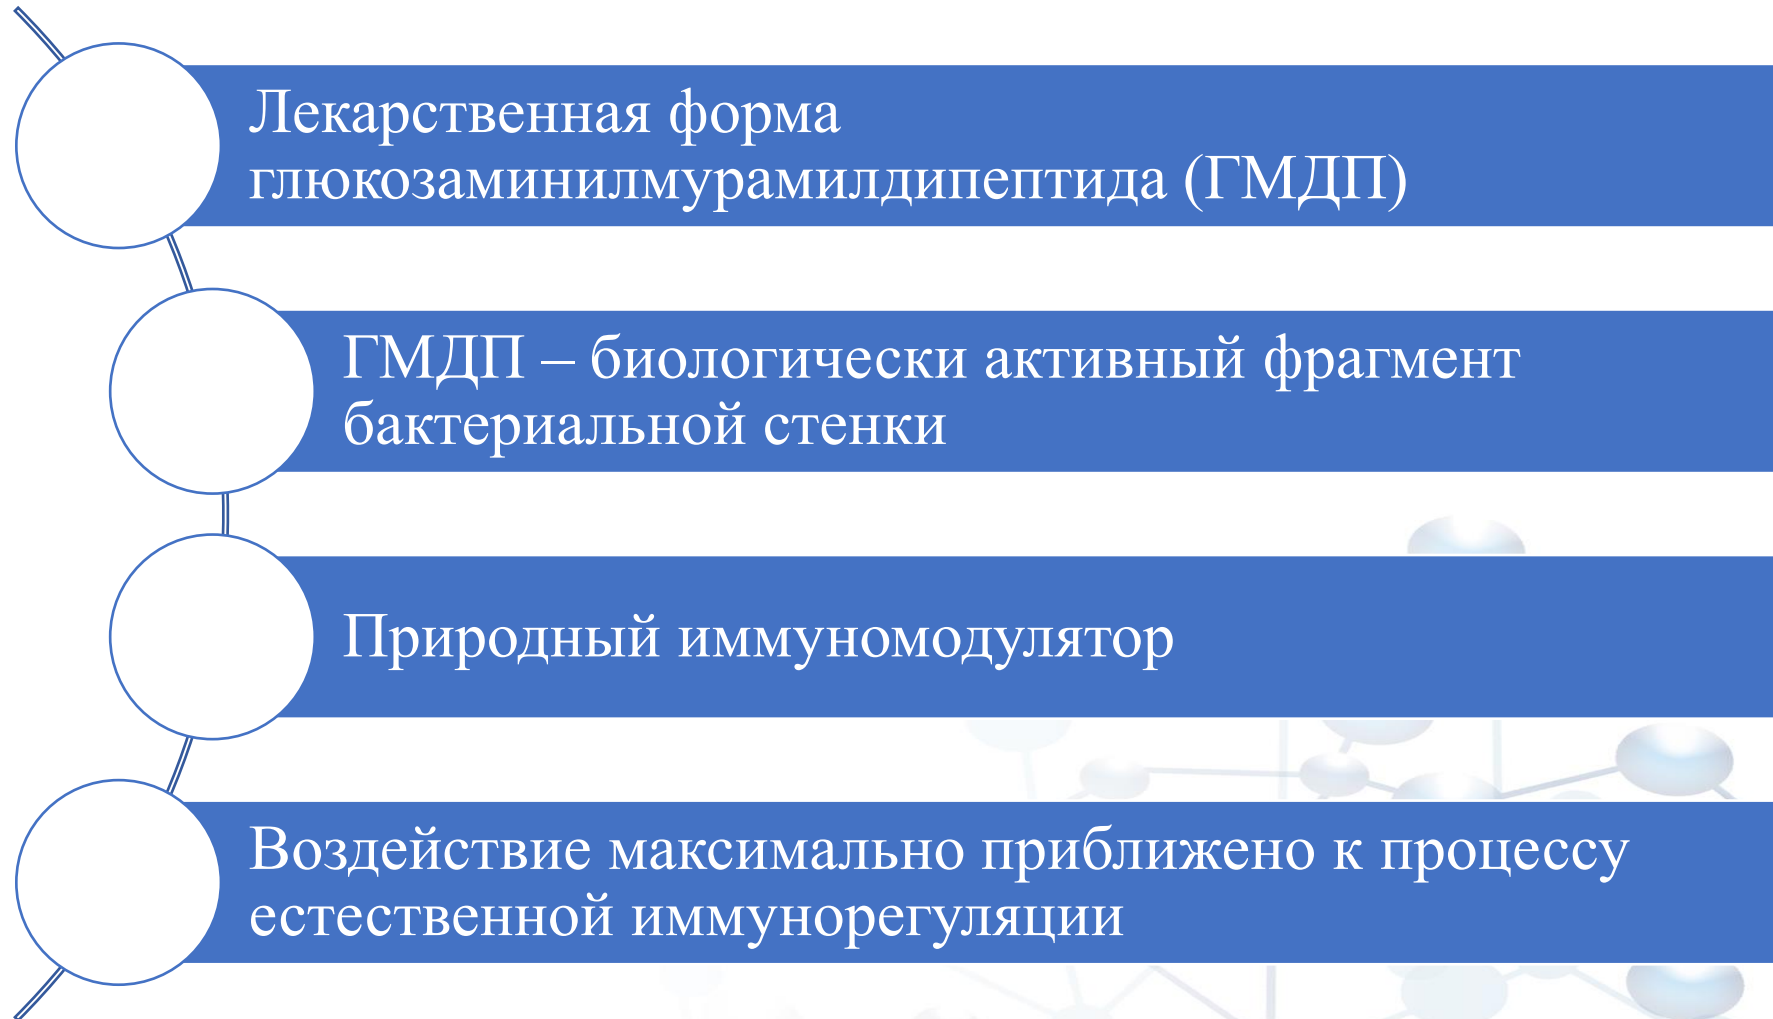 Лекарственная форма
глюкозаминилмурамилдипептида (ГМДП)
ГМДП – биологически активный фрагмент
бактериальной стенки
Природный иммуномодулятор
Воздействие максимально приближено к процессу
естественной иммунорегуляции